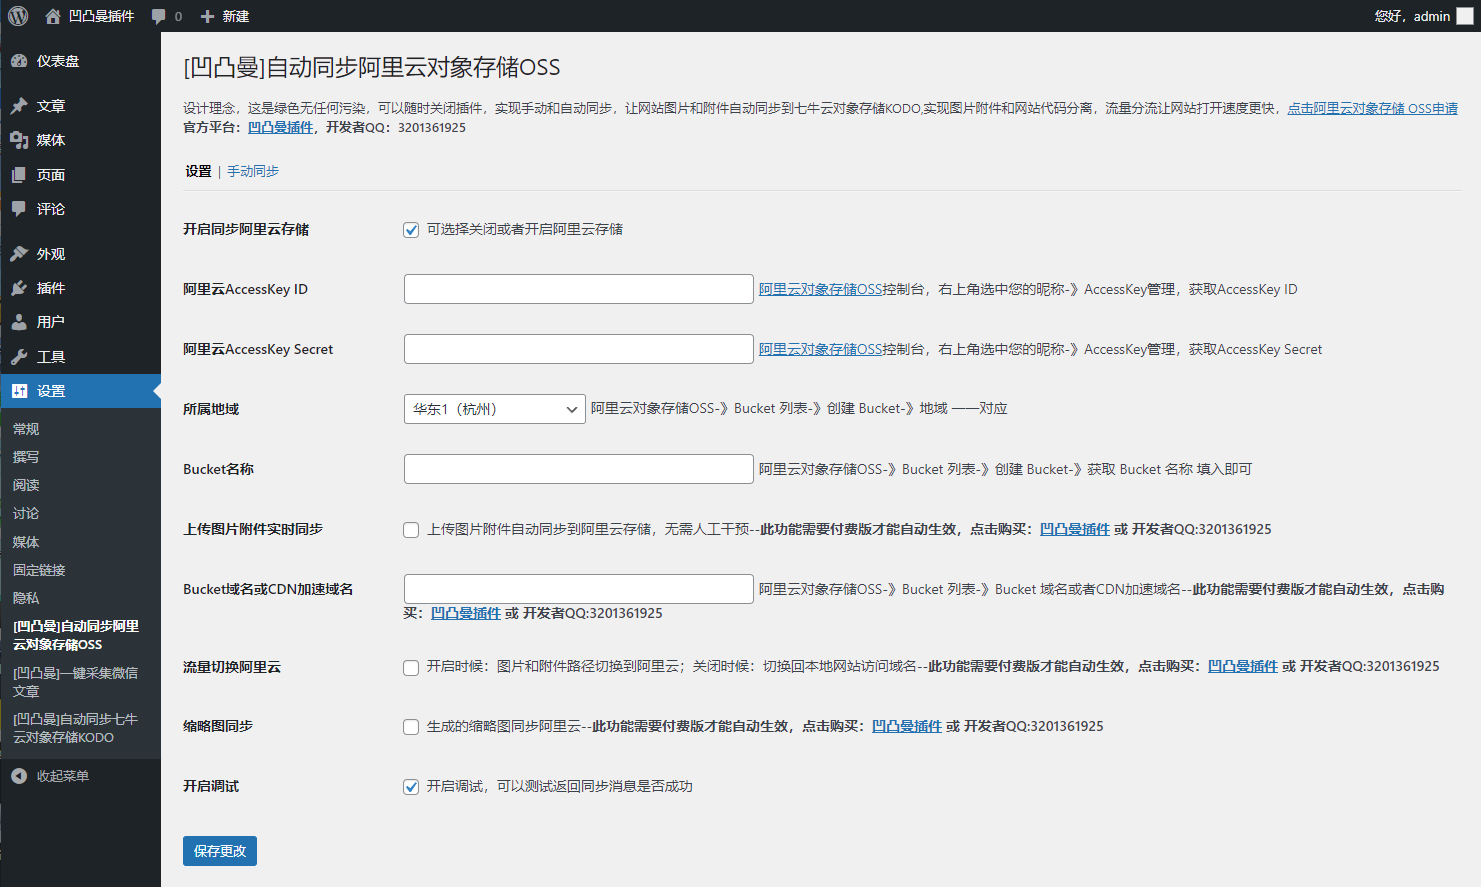 凹凸曼插件 0 新建 您好，admin
仪表盘
文章
媒体
页面
评论
外观
插件
用户
工具
设置
常规
撰写
阅读
讨论
媒体
固定链接
隐私
[凹凸曼]自动同步阿里
云对象存储OSS
[凹凸曼]一键采集微信
文章
[凹凸曼]自动同步七牛
云对象存储KODO
收起菜单
[凹凸曼]自动同步阿里云对象存储OSS
设计理念，这是绿色无任何污染，可以随时关闭插件，实现手动和自动同步，让网站图片和附件自动同步到七牛云对象存储KODO,实现图片附件和网站代码分离，流量分流让网站打开速度更快，点击阿里云对象存储 OSS申请
官方平台：凹凸曼插件，开发者QQ：3201361925
设置 | 手动同步
开启同步阿里云存储 可选择关闭或者开启阿里云存储
阿里云AccessKey ID 阿里云对象存储OSS控制台，右上角选中您的昵称-》AccessKey管理，获取AccessKey ID
阿里云AccessKey Secret 阿里云对象存储OSS控制台，右上角选中您的昵称-》AccessKey管理，获取AccessKey Secret
所属地域 华东1（杭州） 阿里云对象存储OSS-》Bucket 列表-》创建 Bucket-》地域 一一对应
Bucket名称 阿里云对象存储OSS-》Bucket 列表-》创建 Bucket-》获取 Bucket 名称 填入即可
上传图片附件实时同步 上传图片附件自动同步到阿里云存储，无需人工干预--此功能需要付费版才能自动生效，点击购买：凹凸曼插件 或 开发者QQ:3201361925
Bucket域名或CDN加速域名 阿里云对象存储OSS-》Bucket 列表-》Bucket 域名或者CDN加速域名--此功能需要付费版才能自动生效，点击购
买：凹凸曼插件 或 开发者QQ:3201361925
流量切换阿里云 开启时候：图片和附件路径切换到阿里云；关闭时候：切换回本地网站访问域名--此功能需要付费版才能自动生效，点击购买：凹凸曼插件 或 开发者QQ:3201361925
缩略图同步 生成的缩略图同步阿里云--此功能需要付费版才能自动生效，点击购买：凹凸曼插件 或 开发者QQ:3201361925
开启调试 开启调试，可以测试返回同步消息是否成功
保存更改